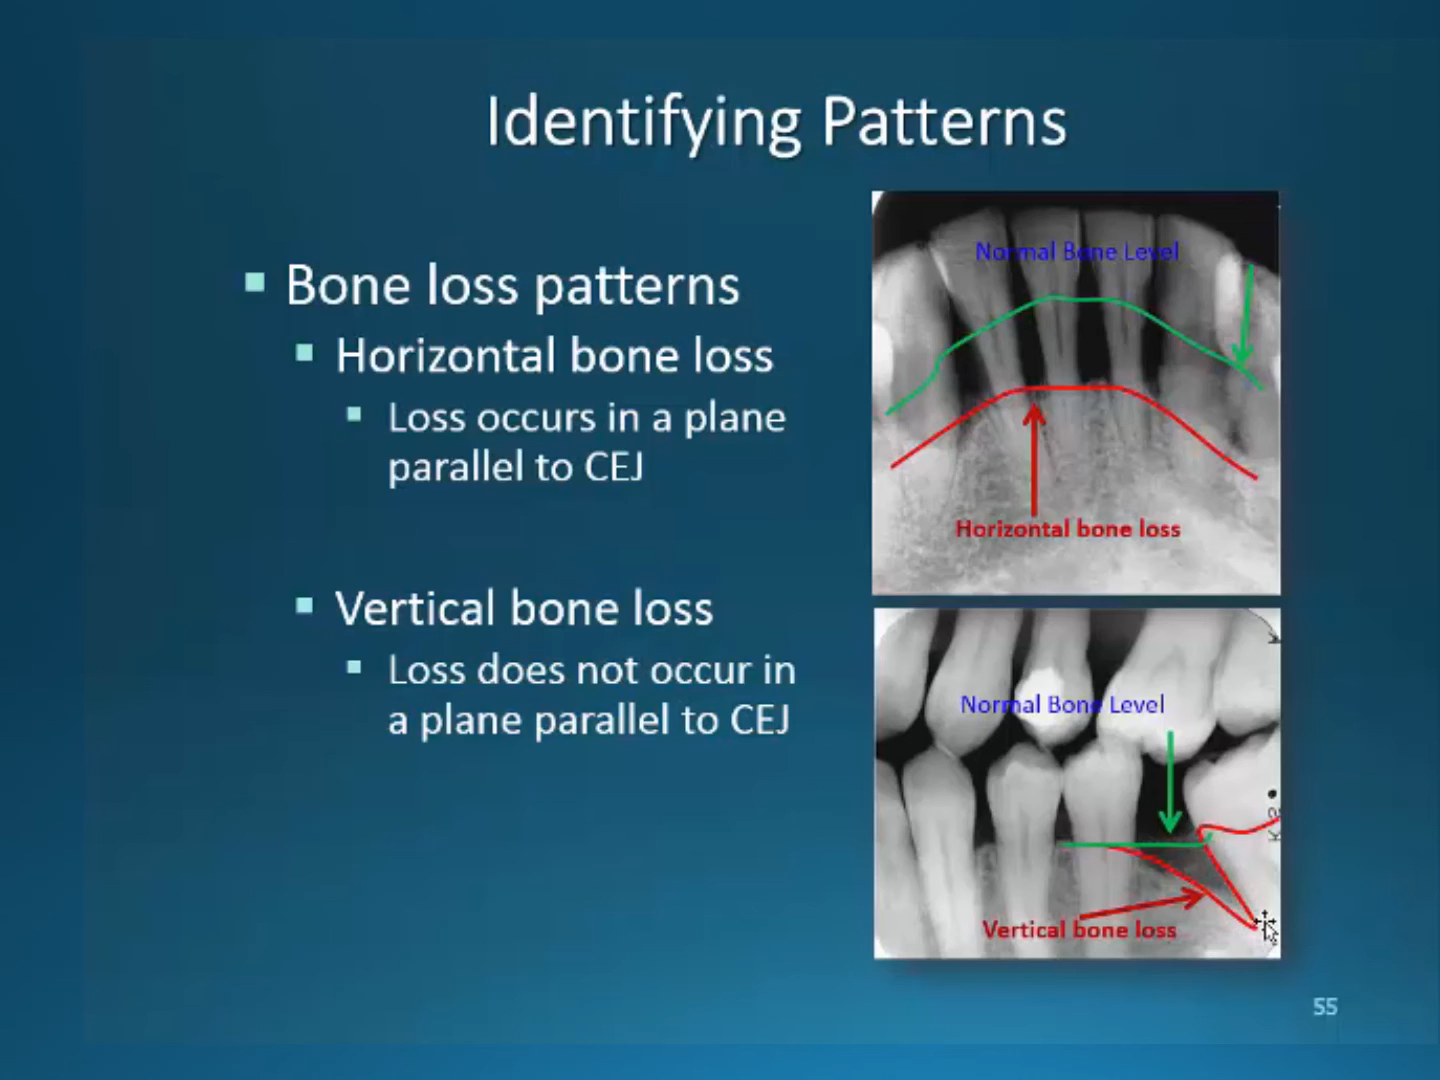 Identifying Patterns
Bone loss patterns
Horizontal bone loss
Loss occurs in a plane
parallel to CEJ
Vertical bone loss
Loss does not occur in
a plane parallel to CEJ
Normal Bone Level
Horizontal bone loss
Normal Bone Level
Vertical bone loss
55